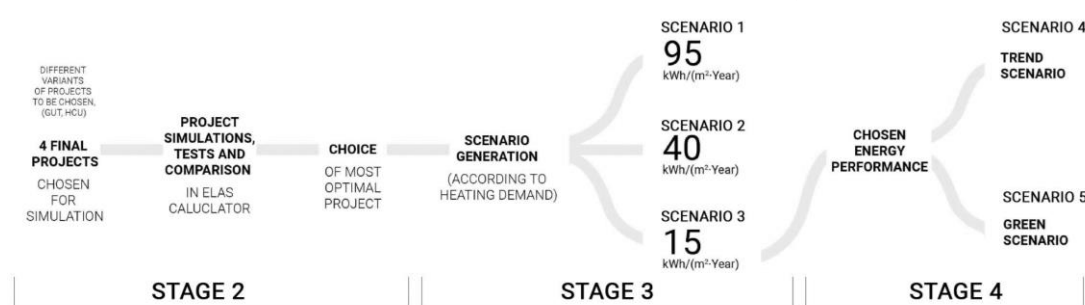 DIFFERENT
VARIANTS
OF PROJECTS
TO BE CHOSEN,
(GUT, HCU)
4 FINAL
PROJECTS
CHOSEN
FOR
SIMULATION
PROJECT
SIMULATIONS,
TESTS AND
COMPARISON
IN ELAS
CALUCLATOR
CHOICE
OF MOST
OPTIMAL
PROJECT
SCENARIO
GENERATION
(ACCORDING TO
HEATING DEMAND)
SCENARIO 1
95
kWh/(m²·Year)
SCENARIO 2
40
kWh/(m²·Year)
SCENARIO 3
15
kWh/(m²·Year)
CHOSEN
ENERGY
PERFORMANCE
SCENARIO 4
TREND
SCENARIO
SCENARIO 5
GREEN
SCENARIO
STAGE 2
STAGE 3
STAGE 4